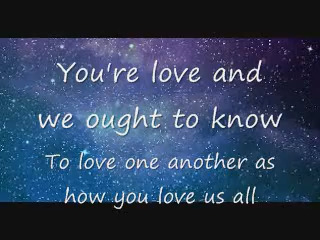 You're love and
we ought to know
To love one another as
how you love us all